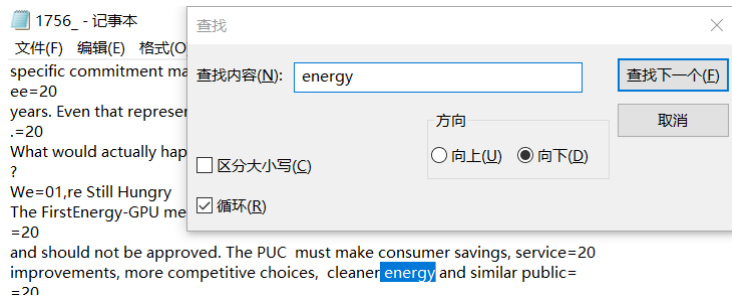 1756_ - 记事本
文件(F) 编辑(E) 格式(O
specific commitment ma
ee=20
years. Even that represer
.=20
What would actually hap
?
We=01,re Still Hungry
The FirstEnergy-GPU me
=20
and should not be approved. The PUC  must make consumer savings, service=20
improvements, more competitive choices,  cleaner energy and similar public=
=20
查找
查找内容(N): energy
查找下一个(F)
取消
方向
向上(U) 向下(D)
区分大小写(C)
循环(R)